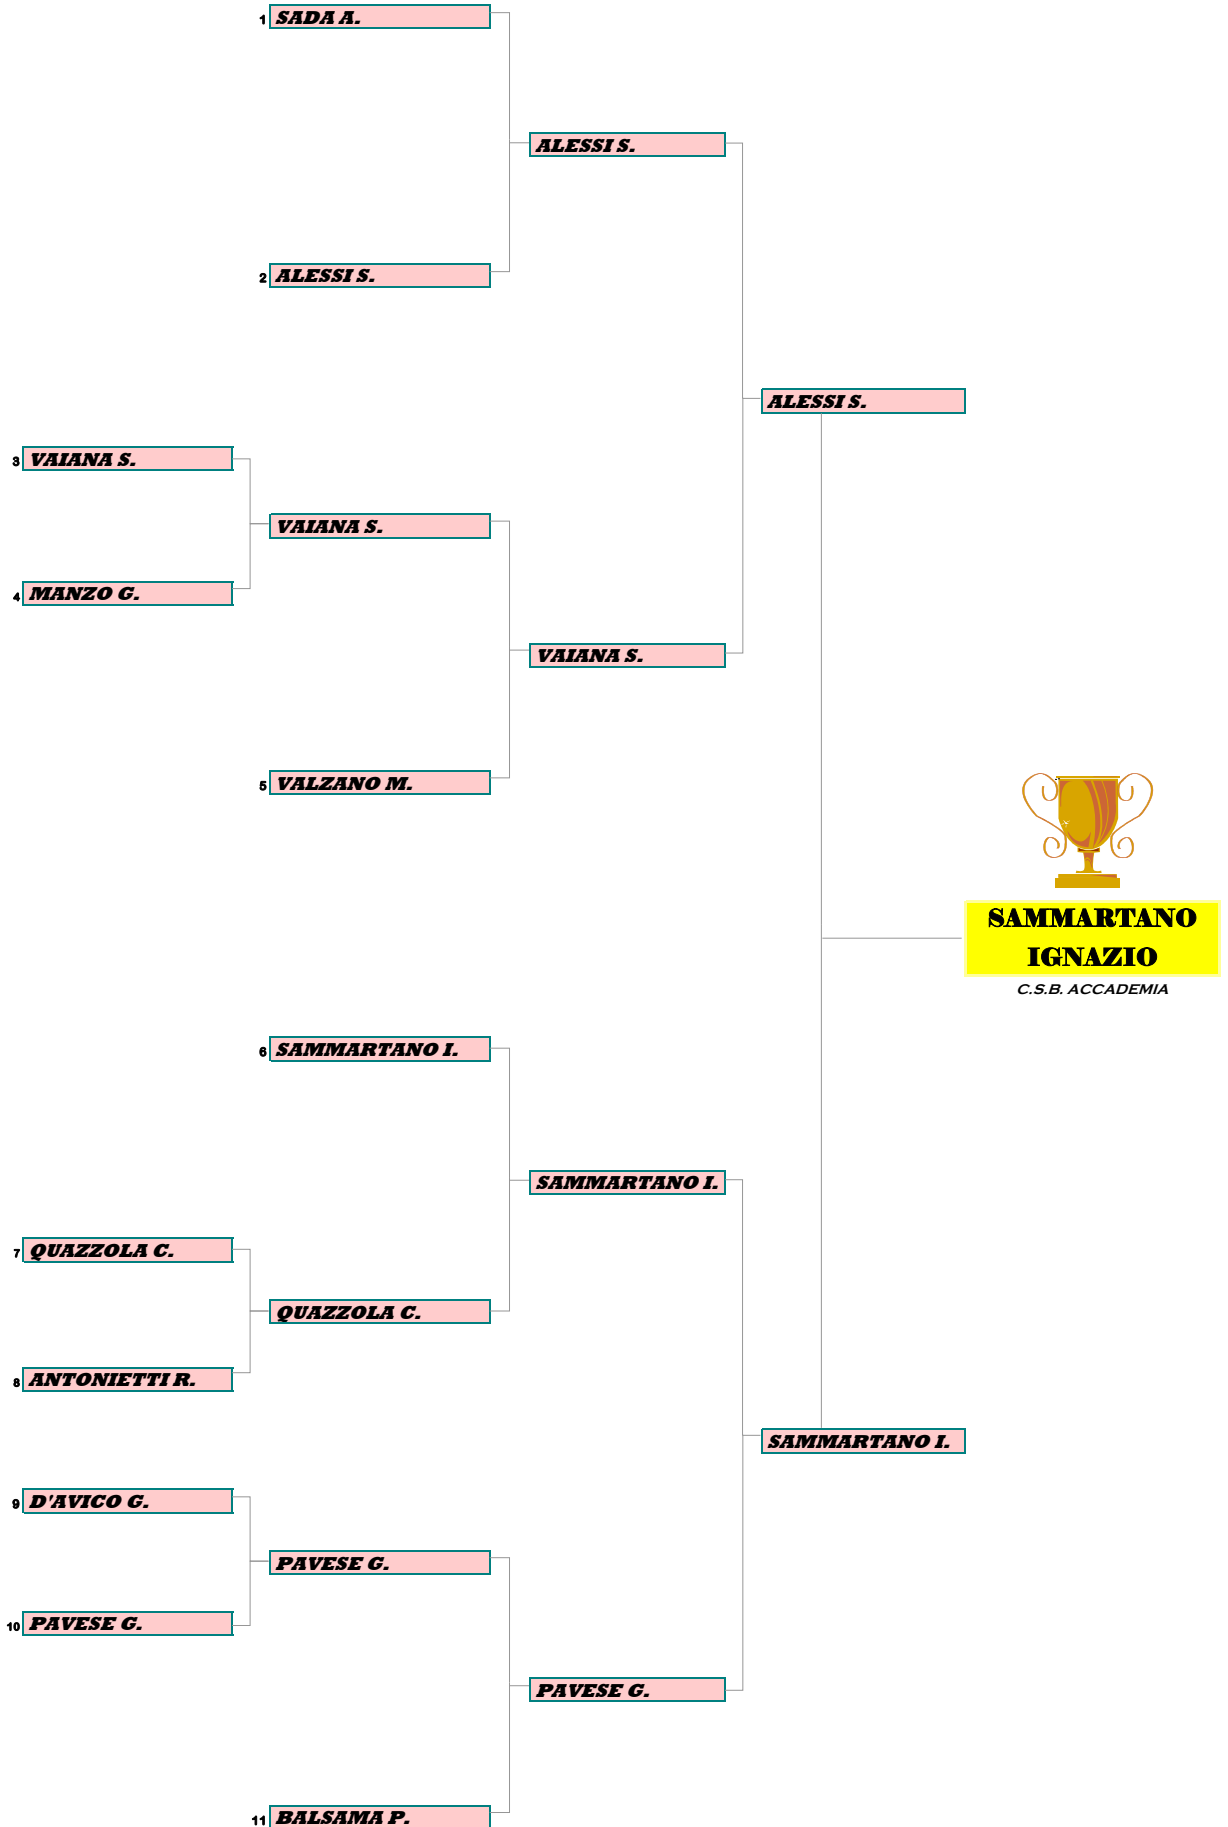 1 SADA A.
ALESSI S.
2 ALESSI S.
ALESSI S.
3 VAIANA S.
VAIANA S.
4 MANZO G.
VAIANA S.
5 VALZANO M.
SAMMARTANO
IGNAZIO
C.S.B. ACCADEMIA
6 SAMMARTANO I.
SAMMARTANO I.
7 QUAZZOLA C.
QUAZZOLA C.
8 ANTONIETTI R.
SAMMARTANO I.
9 D'AVICO G.
PAVESE G.
10 PAVESE G.
PAVESE G.
11 BALSAMA P.